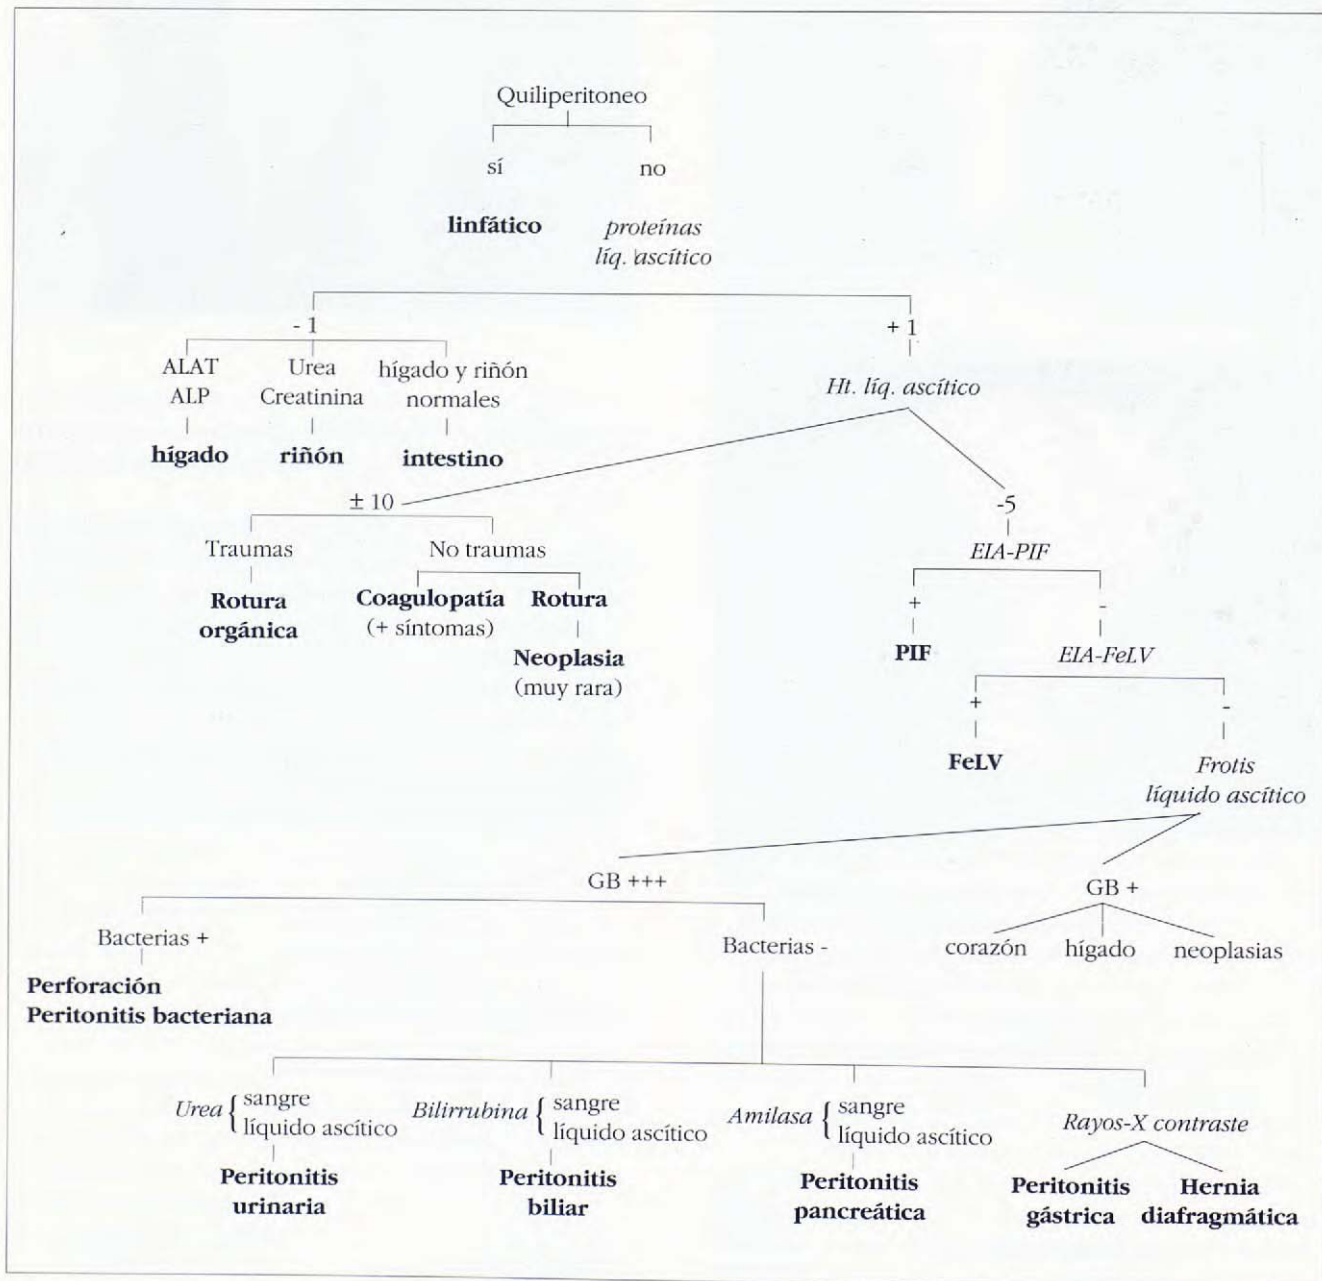 Quiliperitoneo
sí no
linfático proteínas
líq. ascítico
- 1 + 1
ALAT Urea hígado y riñón
ALP Creatinina normales
Ht. líq. ascítico
hígado riñón intestino
± 10 -5
Traumas No traumas EIA-PIF
Rotura Coagulopatía Rotura + -
orgánica (+ síntomas)
Neoplasia PIF EIA-FeLV
(muy rara)
+ -
FeLV Frotis
líquido ascítico
GB +++ GB +
Bacterias + Bacterias - corazón hígado neoplasias
Perforación
Peritonitis bacteriana
Urea { sangre Bilirrubina { sangre Amilasa { sangre Rayos-X contraste
líquido ascítico líquido ascítico líquido ascítico
Peritonitis Peritonitis Peritonitis Peritonitis Hernia
urinaria biliar pancreática gástrica diafragmática